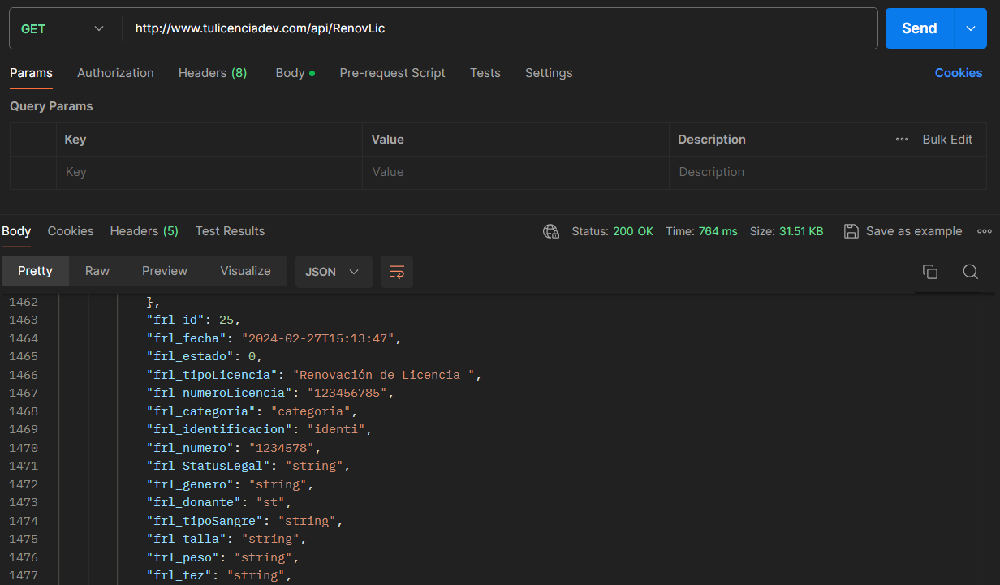 GET http://www.tulicenciadev.com/api/RenovLic Send
Params Authorization Headers (8) Body Pre-request Script Tests Settings Cookies
Query Params
Key Value Description Bulk Edit
Key Value Description
Body Cookies Headers (5) Test Results Status: 200 OK Time: 764 ms Size: 31.51 KB Save as example
Pretty Raw Preview Visualize JSON
1462 },
1463 "frl_id": 25,
1464 "frl_fecha": "2024-02-27T15:13:47",
1465 "frl_estado": 0,
1466 "frl_tipoLicencia": "Renovación de Licencia ",
1467 "frl_numeroLicencia": "123456785",
1468 "frl_categoria": "categoria",
1469 "frl_identificacion": "identi",
1470 "frl_numero": "1234578",
1471 "frl_StatusLegal": "string",
1472 "frl_genero": "string",
1473 "frl_donante": "st",
1474 "frl_tipoSangre": "string",
1475 "frl_talla": "string",
1476 "frl_peso": "string",
1477 "frl_tez": "string",